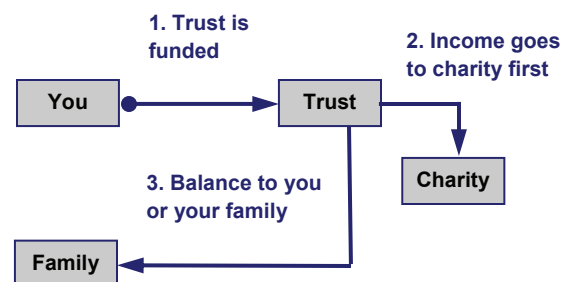 1. Trust is
funded
2. Income goes
to charity first
You
Trust
Charity
3. Balance to you
or your family
Family